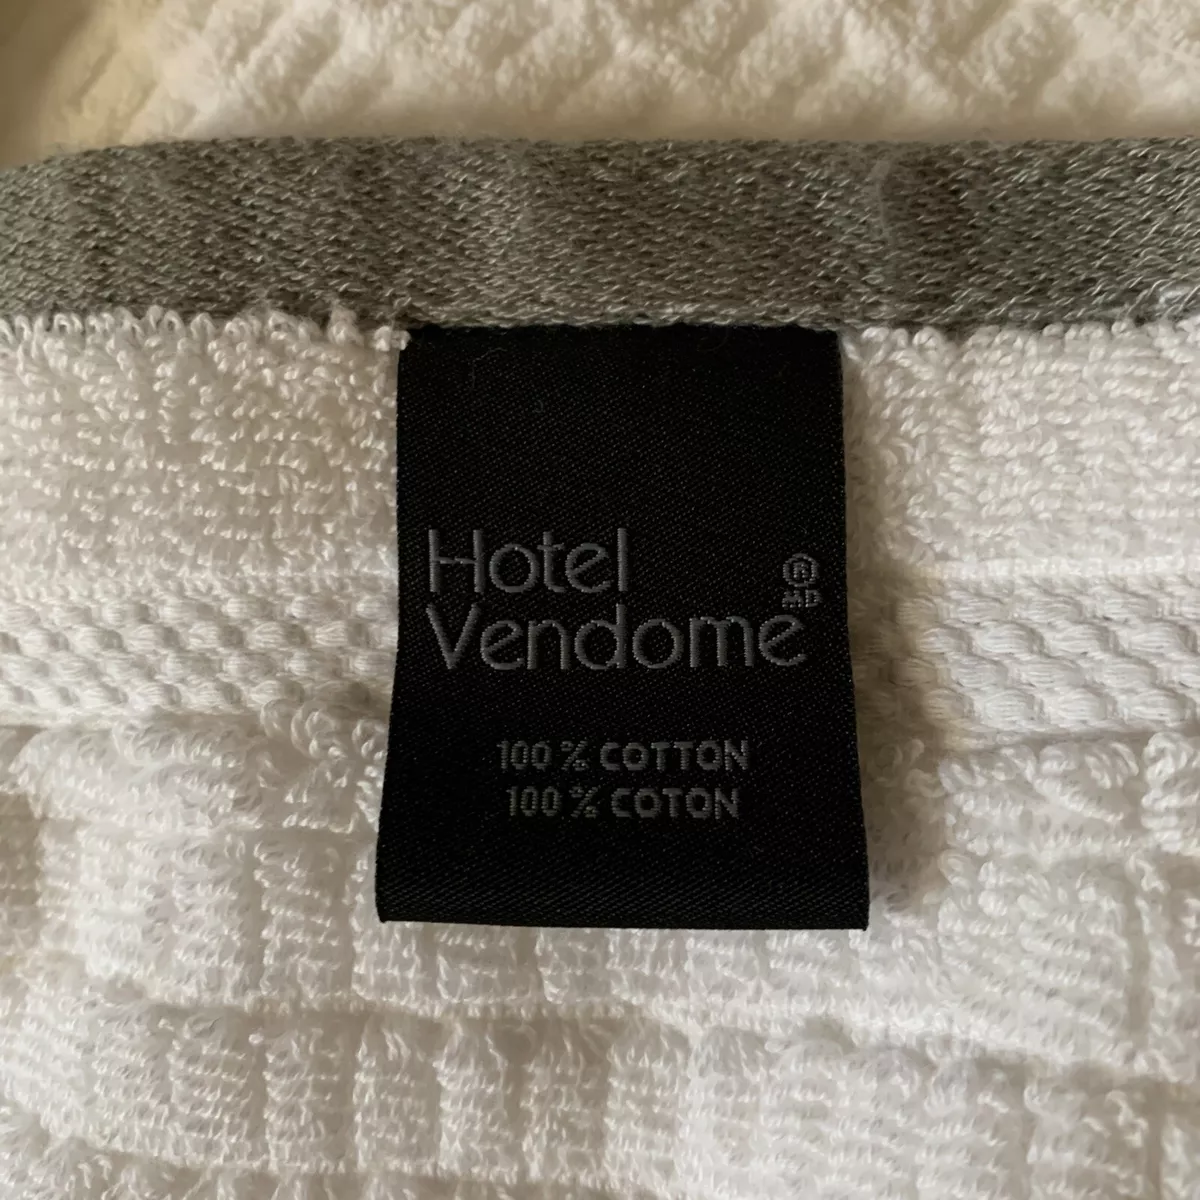 Hotel
Vendome
® MD
100 % COTTON
100 % COTON